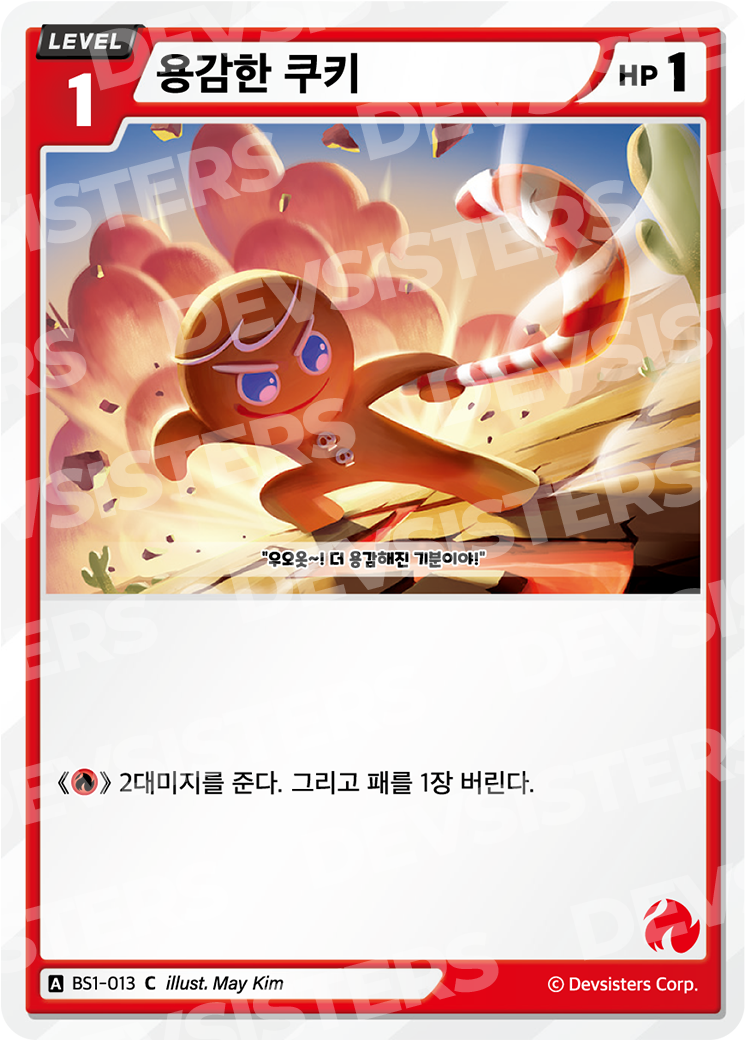 LEVEL
1
용감한 쿠키
HP 1
"우오옷~! 더 용감해진 기분이야!"
《》 2대미지를 준다. 그리고 패를 1장 버린다.
A BS1-013 C illust. May Kim
© Devsisters Corp.
DEVSISTERS